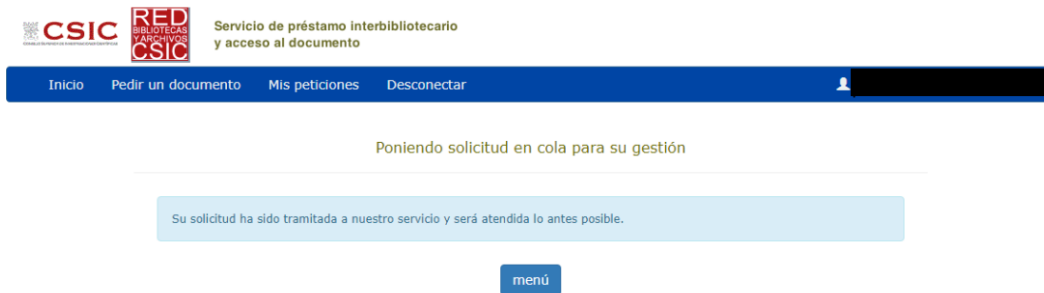 CSIC
RED
BIBLIOTECAS
Y ARCHIVOS
CSIC
Servicio de préstamo interbibliotecario
y acceso al documento
Inicio Pedir un documento Mis peticiones Desconectar
Poniendo solicitud en cola para su gestión
Su solicitud ha sido tramitada a nuestro servicio y será atendida lo antes posible.
menú